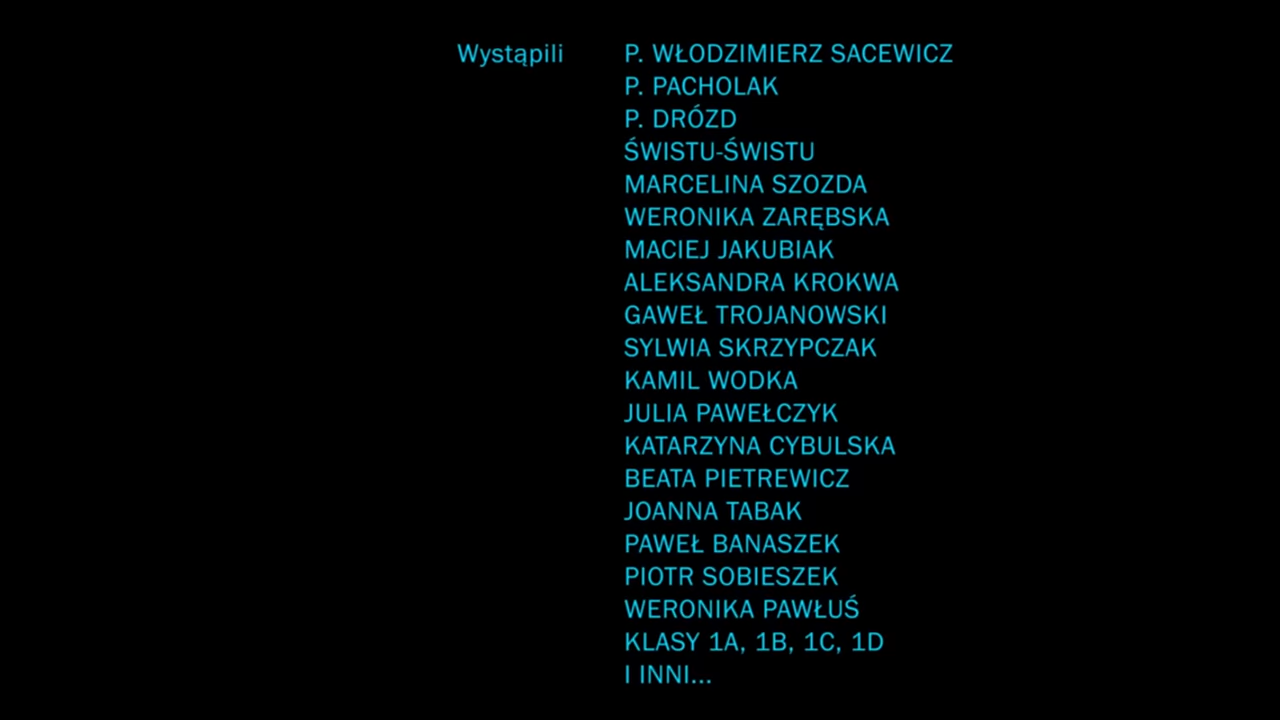 Wystąpili P. WŁODZIMIERZ SACEWICZ
P. PACHOLAK
P. DRÓZD
ŚWISTU-ŚWISTU
MARCELINA SZOZDA
WERONIKA ZARĘBSKA
MACIEJ JAKUBIAK
ALEKSANDRA KROKWA
GAWEŁ TROJANOWSKI
SYLWIA SKRZYPCZAK
KAMIL WODKA
JULIA PAWEŁCZYK
KATARZYNA CYBULSKA
BEATA PIETREWICZ
JOANNA TABAK
PAWEŁ BANASZEK
PIOTR SOBIESZEK
WERONIKA PAWŁUŚ
KLASY 1A, 1B, 1C, 1D
I INNI...